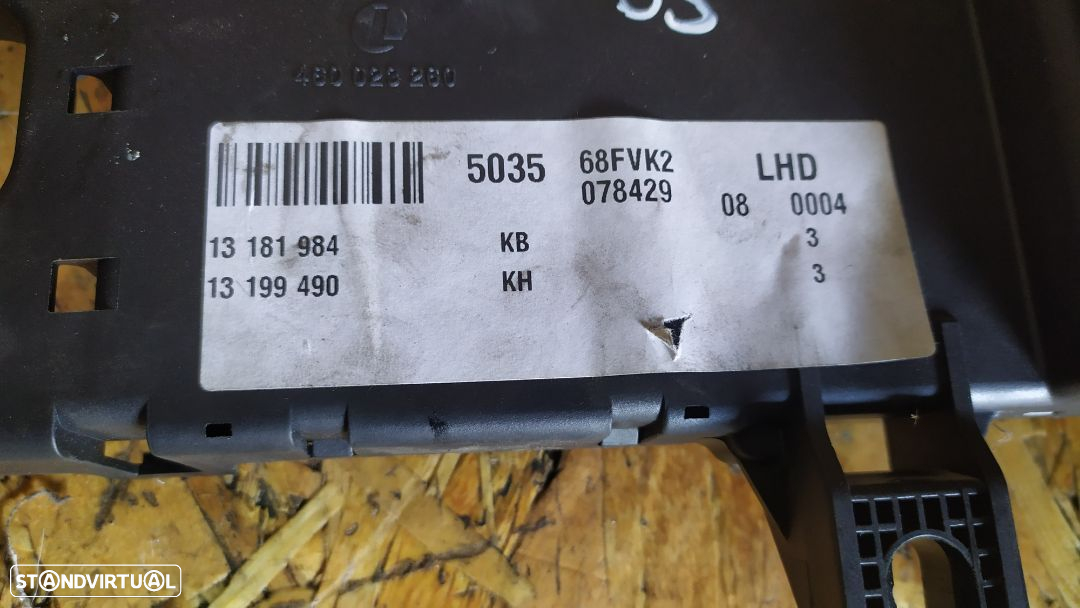 460 023 260
5035
68FVK2
078429
LHD
08 0004
13 181 984 KB 3
13 199 490 KH 3
STANDVIRTUAL